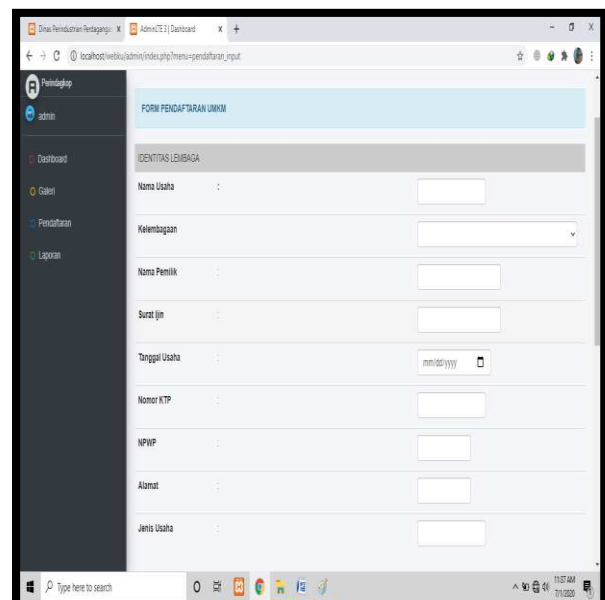 Dinas Perindustrian Perdagangan X
AdminLTE 3 | Dashboard X +
localhost/webku/admin/index.php?menu=pendaftaran_input
Perindagkop
admin
Dashboard
Galeri
Pendaftaran
Laporan
FORM PENDAFTARAN UMKM
IDENTITAS LEMBAGA
Nama Usaha :
Kelembagaan
Nama Pemilik :
Surat Ijin :
Tanggal Usaha : mm/dd/yyyy
Nomor KTP :
NPWP :
Alamat :
Jenis Usaha :
Type here to search
11:57 AM
7/1/2020